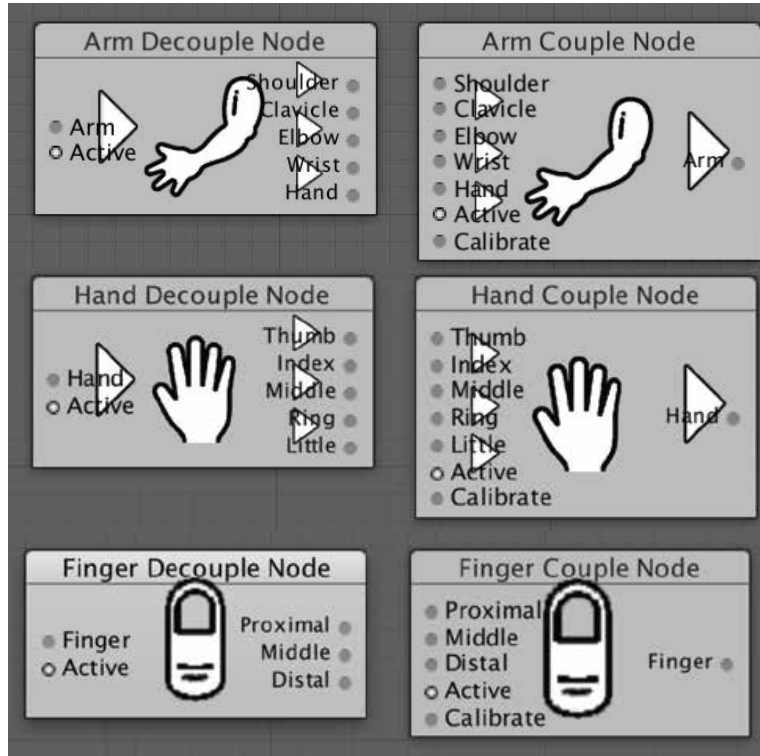 Arm Decouple Node
Arm
Active
Shoulder
Clavicle
Elbow
Wrist
Hand
Arm Couple Node
Shoulder
Clavicle
Elbow
Wrist
Hand
Active
Calibrate
Arm
Hand Decouple Node
Hand
Active
Thumb
Index
Middle
Ring
Little
Hand Couple Node
Thumb
Index
Middle
Ring
Little
Active
Calibrate
Hand
Finger Decouple Node
Finger
Active
Proximal
Middle
Distal
Finger Couple Node
Proximal
Middle
Distal
Active
Calibrate
Finger